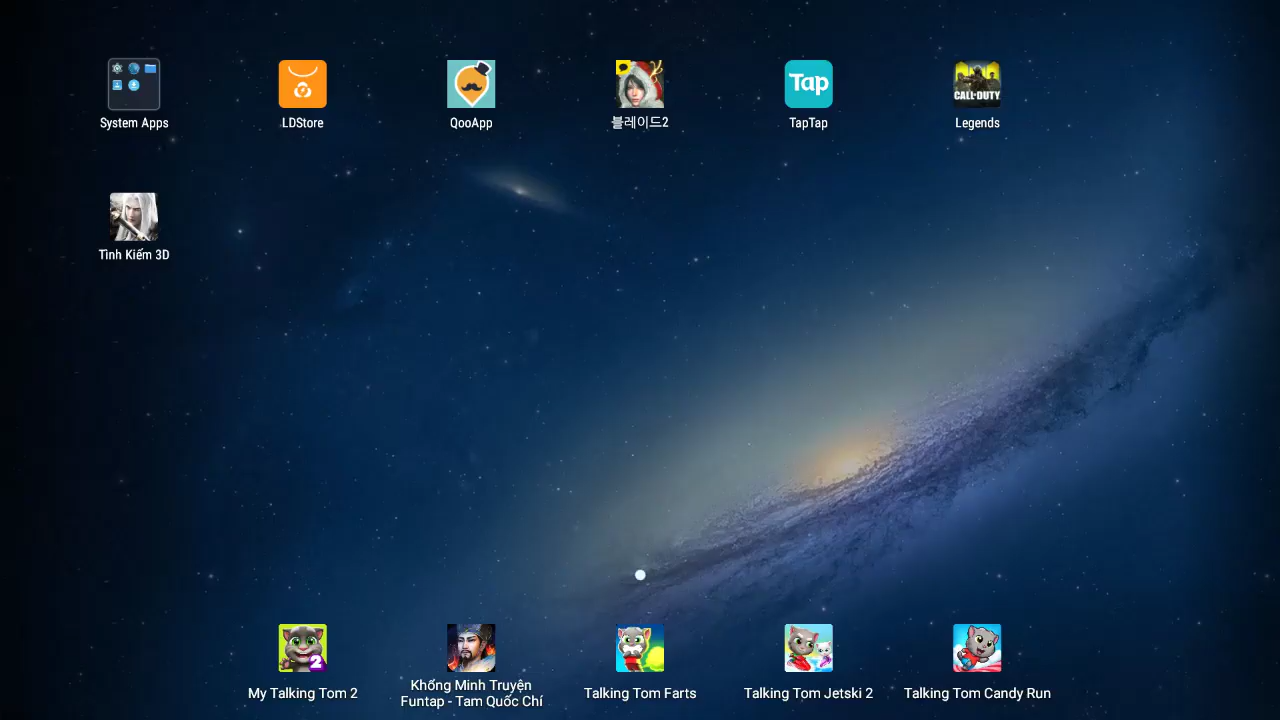 System Apps
LDStore
QooApp
블레이드2
Tap
TapTap
CALL·DUTY
Legends
Tình Kiếm 3D
2
My Talking Tom 2
Khổng Minh Truyện
Funtap - Tam Quốc Chí
Talking Tom Farts
Talking Tom Jetski 2
Talking Tom Candy Run